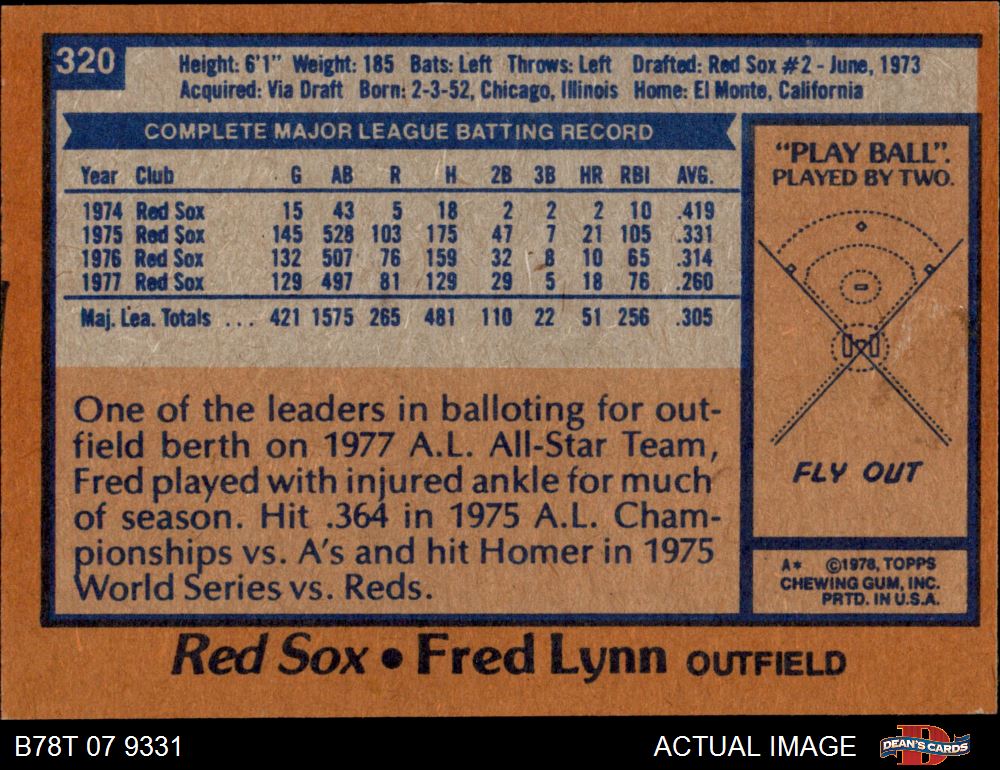 320
Height: 6'1" Weight: 185 Bats: Left Throws: Left Drafted: Red Sox #2 - June, 1973
Acquired: Via Draft Born: 2-3-52, Chicago, Illinois Home: El Monte, California
COMPLETE MAJOR LEAGUE BATTING RECORD
Year Club G AB R H 2B 3B HR RBI AVG.
1974 Red Sox 15 43 5 18 2 2 2 10 .419
1975 Red Sox 145 528 103 175 47 7 21 105 .331
1976 Red Sox 132 507 76 159 32 8 10 65 .314
1977 Red Sox 129 497 81 129 29 5 18 76 .260
Maj. Lea. Totals ... 421 1575 265 481 110 22 51 256 .305
One of the leaders in balloting for out-
field berth on 1977 A.L. All-Star Team,
Fred played with injured ankle for much
of season. Hit .364 in 1975 A.L. Cham-
pionships vs. A's and hit Homer in 1975
World Series vs. Reds.
"PLAY BALL".
PLAYED BY TWO.
FLY OUT
A* ©1978, TOPPS
CHEWING GUM, INC.
PRTD. IN U.S.A.
Red Sox • Fred Lynn OUTFIELD
B78T 07 9331
ACTUAL IMAGE
D
DEAN'S CARDS